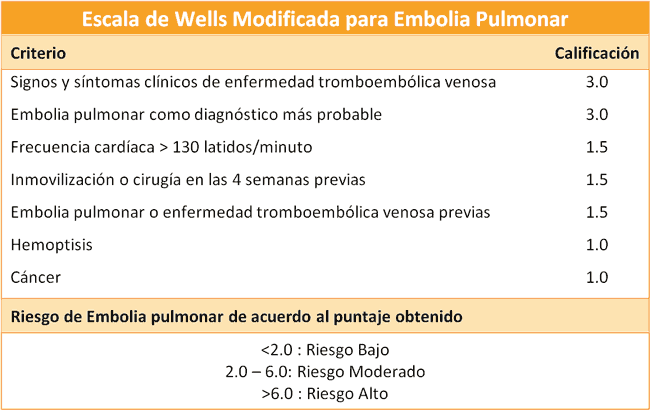 Escala de Wells Modificada para Embolia Pulmonar
Criterio Calificación
Signos y síntomas clínicos de enfermedad tromboembólica venosa 3.0
Embolia pulmonar como diagnóstico más probable 3.0
Frecuencia cardíaca > 130 latidos/minuto 1.5
Inmovilización o cirugía en las 4 semanas previas 1.5
Embolia pulmonar o enfermedad tromboembólica venosa previas 1.5
Hemoptisis 1.0
Cáncer 1.0
Riesgo de Embolia pulmonar de acuerdo al puntaje obtenido
<2.0 : Riesgo Bajo
2.0 – 6.0: Riesgo Moderado
>6.0 : Riesgo Alto